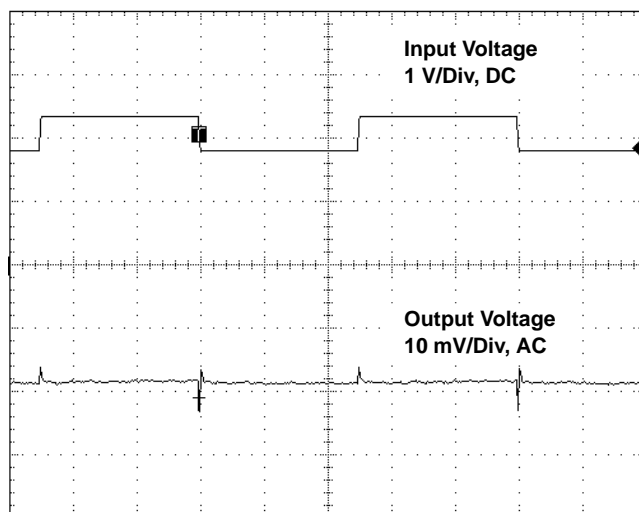 Input Voltage
1 V/Div, DC
Output Voltage
10 mV/Div, AC